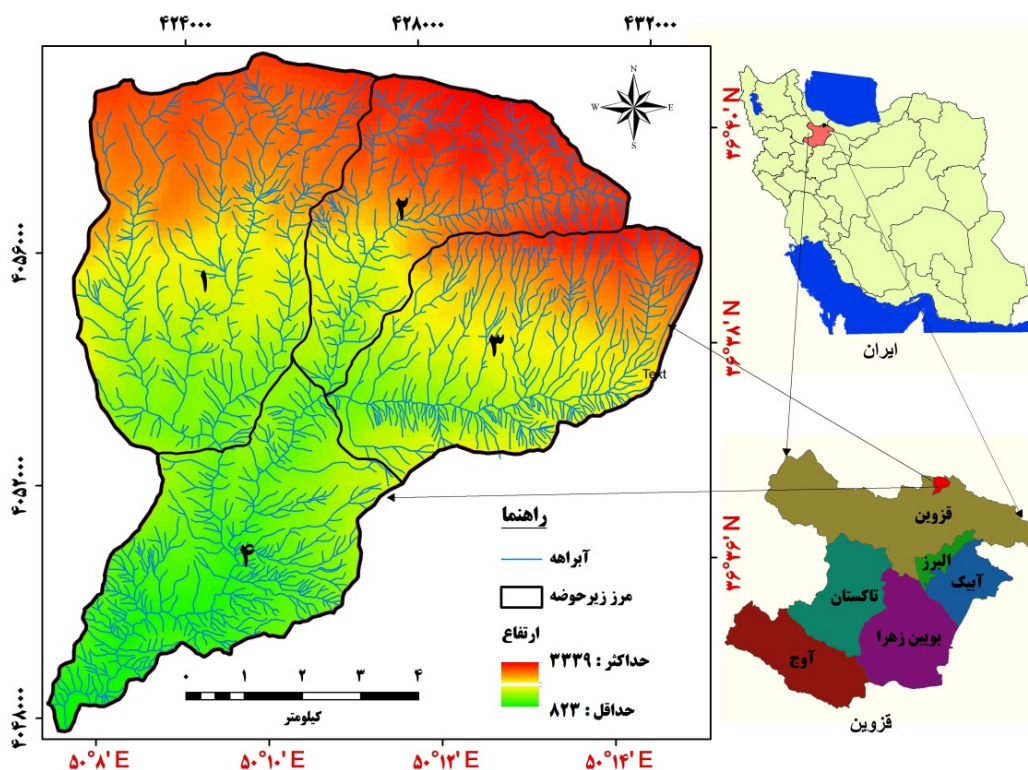 ۴۲۴۰۰۰ ۴۲۸۰۰۰ ۴۳۲۰۰۰
N
W E
S
۴۰۵۶۰۰۰
۴۰۵۲۰۰۰
۴۰۴۸۰۰۰
۱
۲
۳
۴
Text
راهنما
آبراهه
مرز زیرحوضه
ارتفاع
حداکثر : ۳۳۳۹
حداقل : ۸۲۳
۰ ۱ ۲ ۳ ۴
کیلومتر
۵۰°۸' E ۵۰°۱۰' E ۵۰°۱۲' E ۵۰°۱۴' E
۳۶°۴۰' N
۳۶°۳۸' N
۳۶°۳۶' N
ایران
قزوین
البرز
آبیک
تاکستان
بویین زهرا
آوج
قزوین